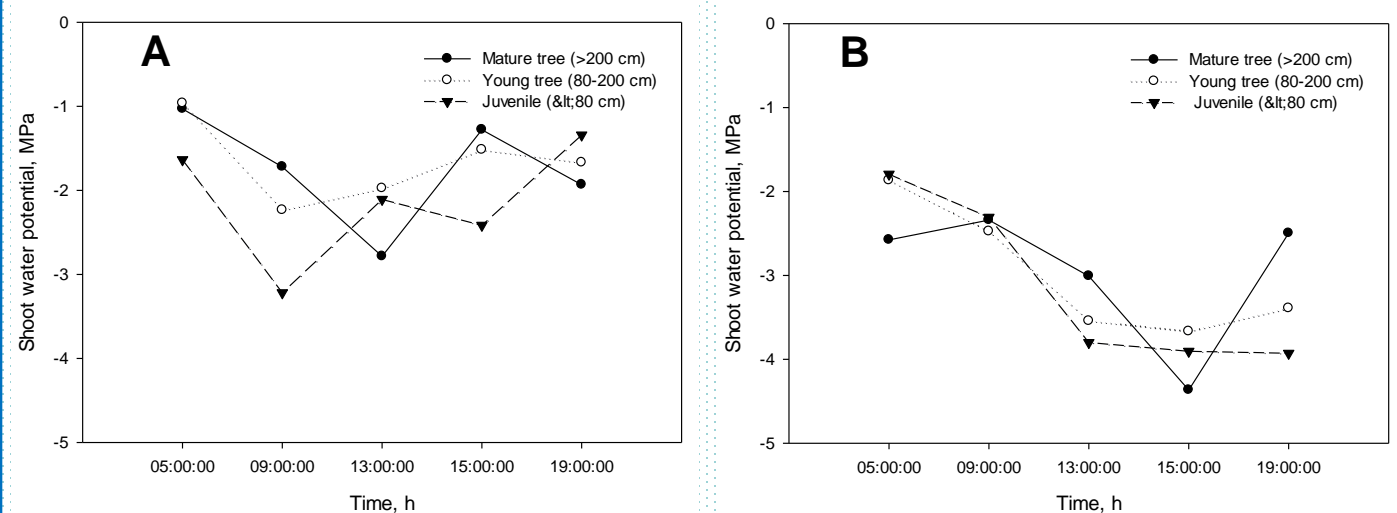 A
Mature tree (>200 cm)
Young tree (80-200 cm)
Juvenile (&lt;80 cm)
Shoot water potential, MPa
0
-1
-2
-3
-4
-5
05:00:00 09:00:00 13:00:00 15:00:00 19:00:00
Time, h
B
Mature tree (>200 cm)
Young tree (80-200 cm)
Juvenile (&lt;80 cm)
Shoot water potential, MPa
0
-1
-2
-3
-4
-5
05:00:00 09:00:00 13:00:00 15:00:00 19:00:00
Time, h